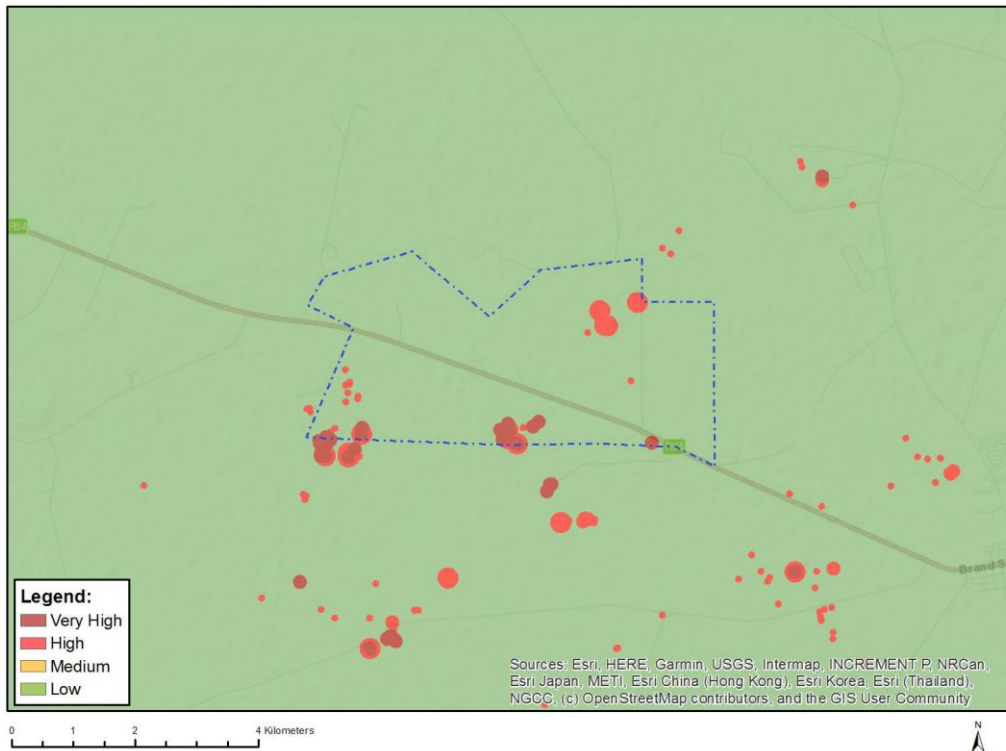 Brand S
Legend:
Very High
High
Medium
Low
Sources: Esri, HERE, Garmin, USGS, Intermap, INCREMENT P, NRCan,
Esri Japan, METI, Esri China (Hong Kong), Esri Korea, Esri (Thailand),
NGCC, (c) OpenStreetMap contributors, and the GIS User Community
0 1 2 4 Kilometers
N